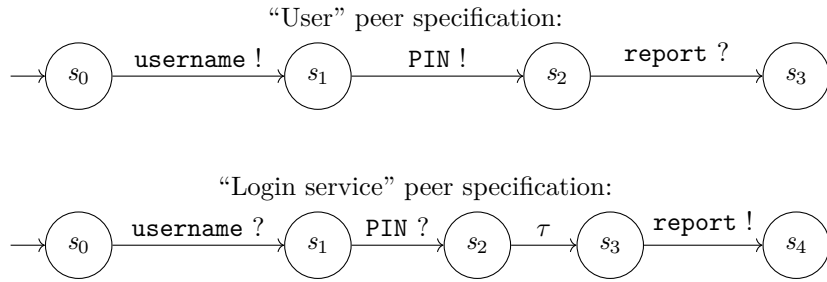 “User” peer specification:
username ! PIN ! report ?
s0 s1 s2 s3
“Login service” peer specification:
username ? PIN ? τ report !
s0 s1 s2 s3 s4